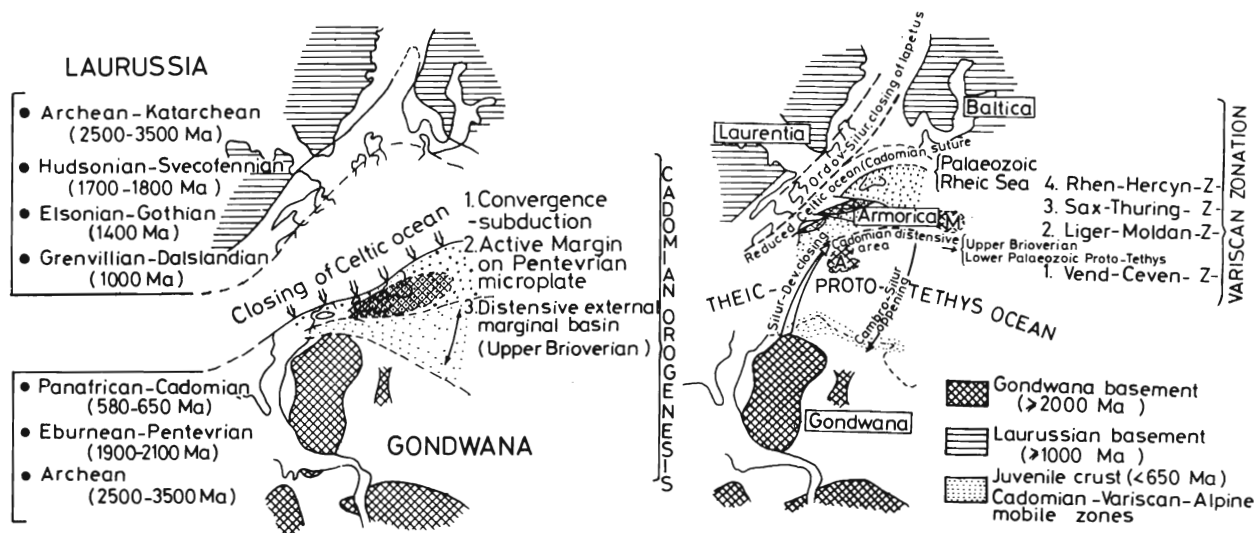 LAURUSSIA
● Archean-Katarchean
(2500-3500 Ma)
● Hudsonian-Svecofennian
(1700-1800 Ma)
● Elsonian-Gothian
(1400 Ma)
● Grenvillian-Dalslandian
(1000 Ma)
Closing of Celtic ocean
1. Convergence
-subduction
2. Active Margin
on Pentevrian
microplate
3. Distensive external
marginal basin
(Upper Brioverian)
● Panafrican-Cadomian
(580-650 Ma)
● Eburnean-Pentevrian
(1900-2100 Ma)
● Archean
(2500-3500 Ma)
GONDWANA
CADOMIAN OROGENESIS
Laurentia
Baltica
Ordov-Silur. closing of Iapetus
Reduced Celtic ocean (Cadomian suture
Palaeozoic
Rheic Sea
Armorica
Cadomian distensive
area
Upper Brioverian
Lower Palaeozoic Proto-Tethys
Silur-Dev. closing
THEIC-PROTO-TETHYS OCEAN
Cambro-Silur
oppening
Gondwana
4. Rhen-Hercyn-Z-
3. Sax-Thuring-Z-
2. Liger-Moldan-Z-
1. Vend-Ceven-Z-
VARISCAN ZONATION
Gondwana basement
(⩾2000 Ma)
Laurussian basement
(⩾1000 Ma)
Juvenile crust (<650 Ma)
Cadomian-Variscan-Alpine
mobile zones